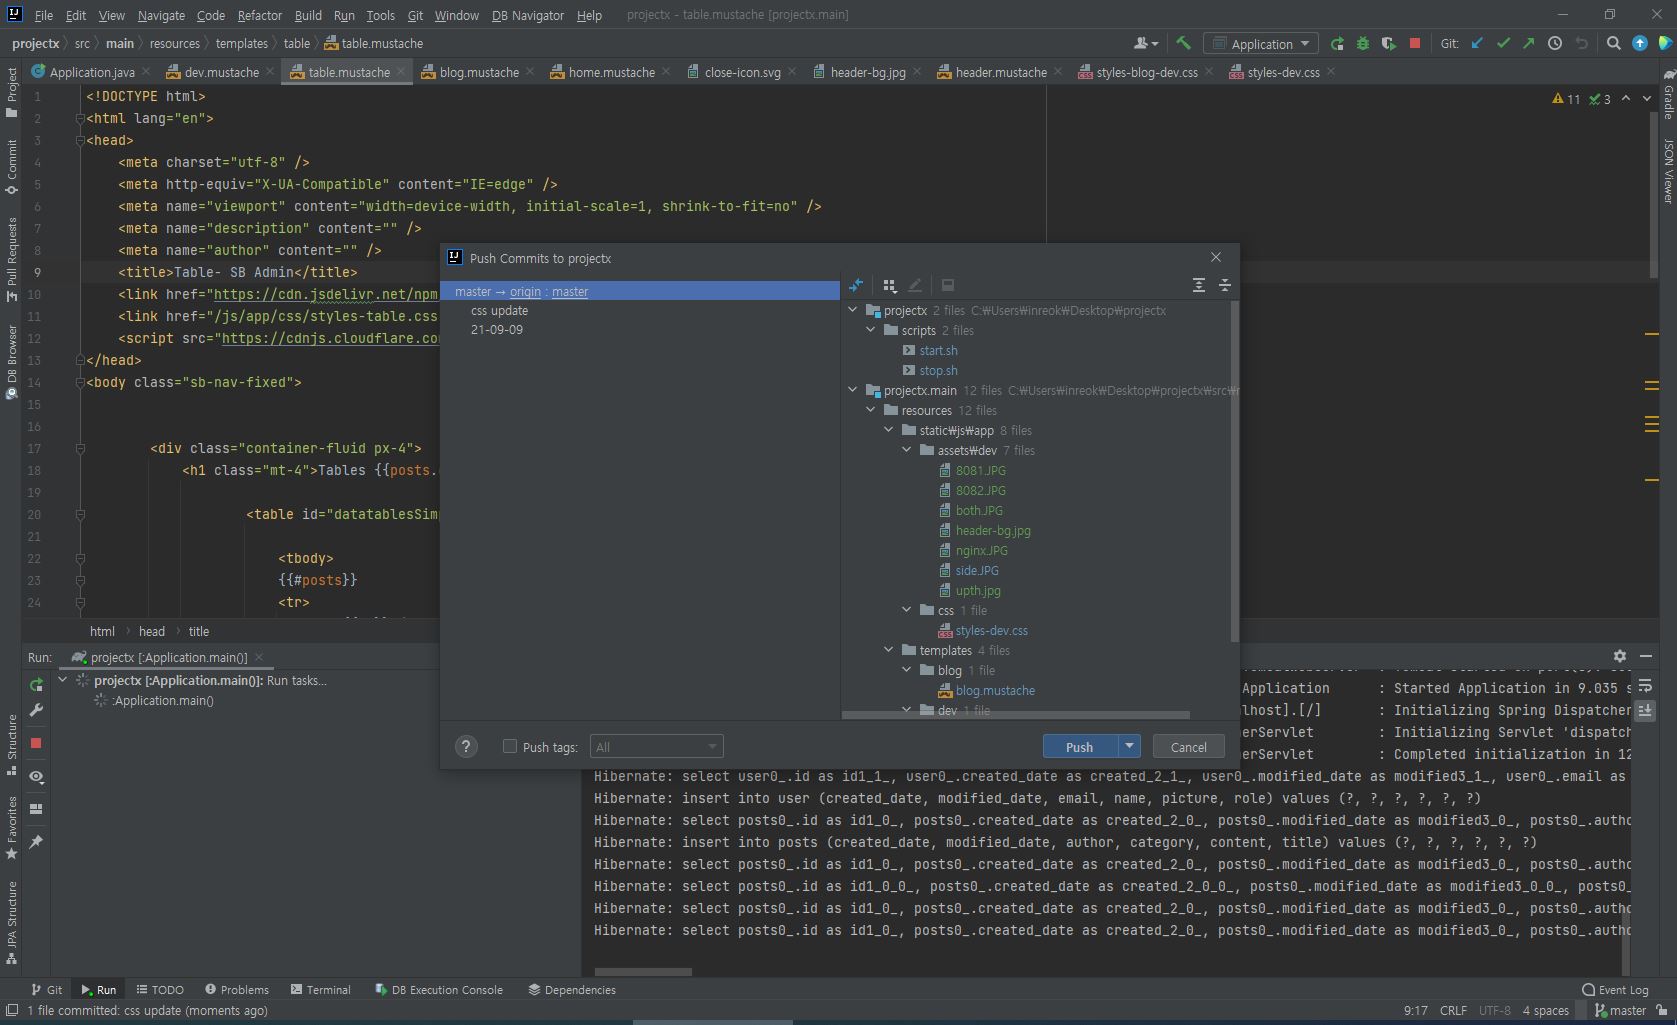 File Edit View Navigate Code Refactor Build Run Tools Git Window DB Navigator Help projectx - table.mustache [projectx.main]
projectx src main resources templates table table.mustache Application Git:
Application.java dev.mustache table.mustache blog.mustache home.mustache close-icon.svg header-bg.jpg header.mustache styles-blog-dev.css styles-dev.css
Project
Commit
Pull Requests
DB Browser
Structure
Favorites
JPA Structure
Gradle
JSON Viewer
11 3
1 <!DOCTYPE html>
2 <html lang="en">
3 <head>
4 <meta charset="utf-8" />
5 <meta http-equiv="X-UA-Compatible" content="IE=edge" />
6 <meta name="viewport" content="width=device-width, initial-scale=1, shrink-to-fit=no" />
7 <meta name="description" content="" />
8 <meta name="author" content="" />
9 <title>Table- SB Admin</title>
10 <link href="https://cdn.jsdelivr.net/npm
11 <link href="/js/app/css/styles-table.css
12 <script src="https://cdnjs.cloudflare.co
13 </head>
14 <body class="sb-nav-fixed">
15
16
17 <div class="container-fluid px-4">
18 <h1 class="mt-4">Tables {{posts.
19
20 <table id="datatablesSim
21
22 <tbody>
23 {{#posts}}
24 <tr>
html head title
Push Commits to projectx
master → origin : master
css update
21-09-09
projectx 2 files C:₩Users₩inreok₩Desktop₩projectx
scripts 2 files
start.sh
stop.sh
projectx.main 12 files C:₩Users₩inreok₩Desktop₩projectx₩src₩
resources 12 files
static₩js₩app 8 files
assets₩dev 7 files
8081.JPG
8082.JPG
both.JPG
header-bg.jpg
nginx.JPG
side.JPG
upth.jpg
css 1 file
styles-dev.css
templates 4 files
blog 1 file
blog.mustache
dev 1 file
? Push tags: All Push Cancel
Run: projectx [:Application.main()]
projectx [:Application.main()]: Run tasks...
:Application.main()
Application : Started Application in 9.035 s
lhost].[/] : Initializing Spring Dispatcher
erServlet : Initializing Servlet 'dispatch
erServlet : Completed initialization in 12
Hibernate: select user0_.id as id1_1_, user0_.created_date as created_2_1_, user0_.modified_date as modified3_1_, user0_.email as
Hibernate: insert into user (created_date, modified_date, email, name, picture, role) values (?, ?, ?, ?, ?, ?)
Hibernate: select posts0_.id as id1_0_, posts0_.created_date as created_2_0_, posts0_.modified_date as modified3_0_, posts0_.autho
Hibernate: insert into posts (created_date, modified_date, author, category, content, title) values (?, ?, ?, ?, ?, ?)
Hibernate: select posts0_.id as id1_0_, posts0_.created_date as created_2_0_, posts0_.modified_date as modified3_0_, posts0_.autho
Hibernate: select posts0_.id as id1_0_0_, posts0_.created_date as created_2_0_0_, posts0_.modified_date as modified3_0_0_, posts0_
Hibernate: select posts0_.id as id1_0_, posts0_.created_date as created_2_0_, posts0_.modified_date as modified3_0_, posts0_.autho
Hibernate: select posts0_.id as id1_0_, posts0_.created_date as created_2_0_, posts0_.modified_date as modified3_0_, posts0_.autho
Git Run TODO Problems Terminal DB Execution Console Dependencies Event Log
1 file committed: css update (moments ago) 9:17 CRLF UTF-8 4 spaces master